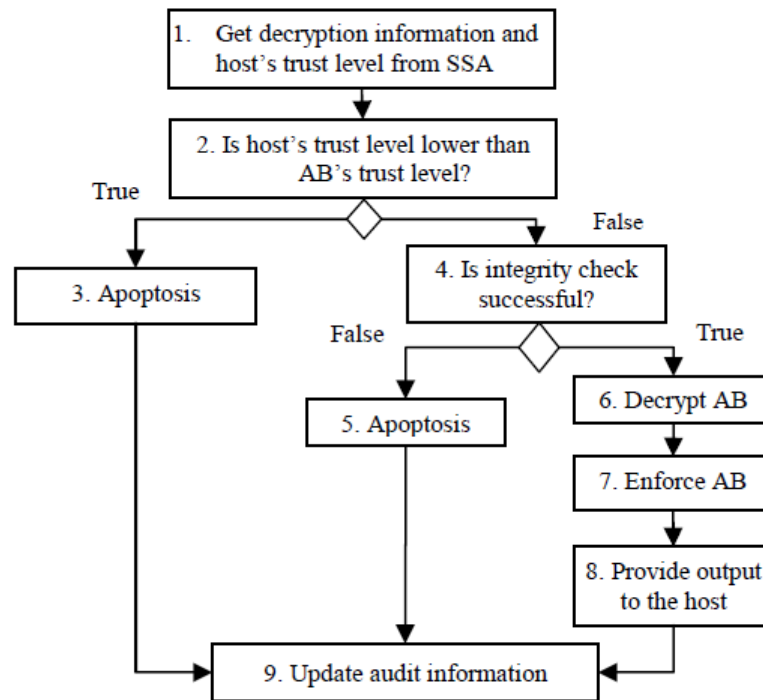 1. Get decryption information and
host’s trust level from SSA
2. Is host’s trust level lower than
AB’s trust level?
True
False
3. Apoptosis
4. Is integrity check
successful?
False
True
5. Apoptosis
6. Decrypt AB
7. Enforce AB
8. Provide output
to the host
9. Update audit information